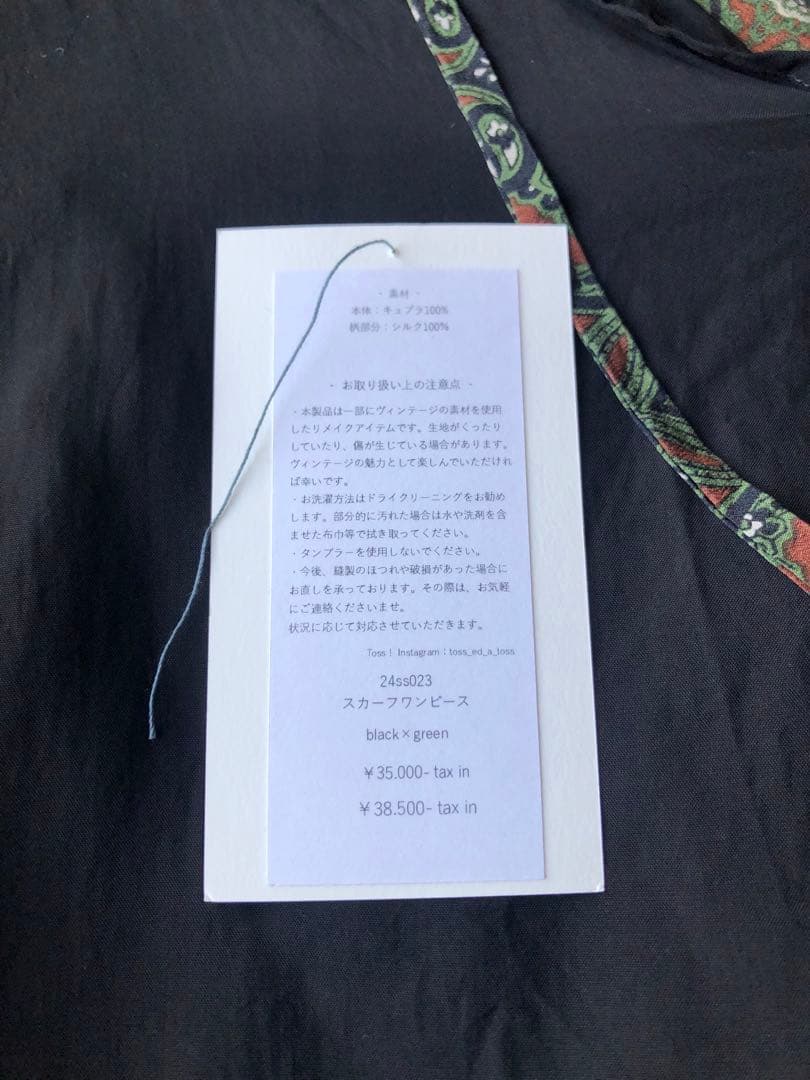 - 素材 -
本体：キュプラ100%
柄部分：シルク100%
- お取り扱い上の注意点 -
・本製品は一部にヴィンテージの素材を使用
したリメイクアイテムです。生地がくったり
していたり、傷が生じている場合があります。
ヴィンテージの魅力として楽しんでいただけれ
ば幸いです。
・お洗濯方法はドライクリーニングをお勧め
します。部分的に汚れた場合は水や洗剤を含
ませた布巾等で拭き取ってください。
・タンブラーを使用しないでください。
・今後、縫製のほつれや破損があった場合に
お直しを承っております。その際は、お気軽
にご連絡くださいませ。
状況に応じて対応させていただきます。
Toss！ Instagram：toss_ed_a_loss
24ss023
スカーフワンピース
black×green
￥35.000- tax in
￥38.500- tax in